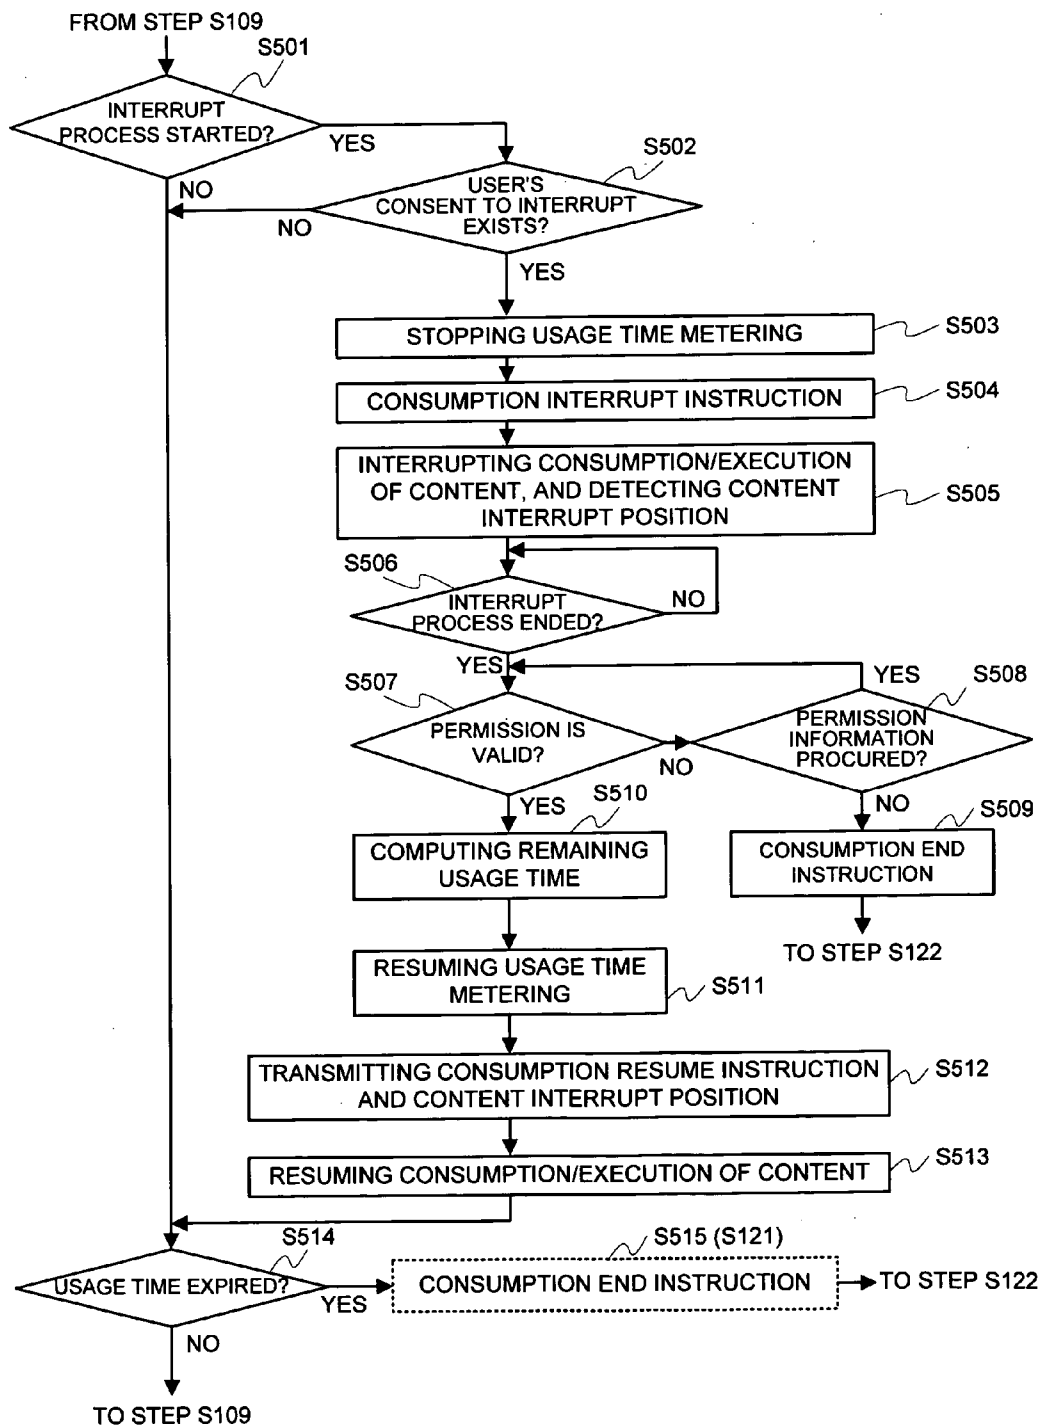 FROM STEP S109
S501
INTERRUPT
PROCESS STARTED?
YES
NO
S502
USER'S
CONSENT TO INTERRUPT
EXISTS?
NO
YES
STOPPING USAGE TIME METERING
S503
CONSUMPTION INTERRUPT INSTRUCTION
S504
INTERRUPTING CONSUMPTION/EXECUTION
OF CONTENT, AND DETECTING CONTENT
INTERRUPT POSITION
S505
S506
INTERRUPT
PROCESS ENDED?
NO
YES
S507
PERMISSION IS
VALID?
NO
YES
S508
PERMISSION
INFORMATION
PROCURED?
YES
NO
S509
CONSUMPTION END
INSTRUCTION
TO STEP S122
S510
COMPUTING REMAINING
USAGE TIME
RESUMING USAGE TIME
METERING
S511
TRANSMITTING CONSUMPTION RESUME INSTRUCTION
AND CONTENT INTERRUPT POSITION
S512
RESUMING CONSUMPTION/EXECUTION OF CONTENT
S513
S514
USAGE TIME EXPIRED?
YES
NO
S515 (S121)
CONSUMPTION END INSTRUCTION
TO STEP S122
TO STEP S109